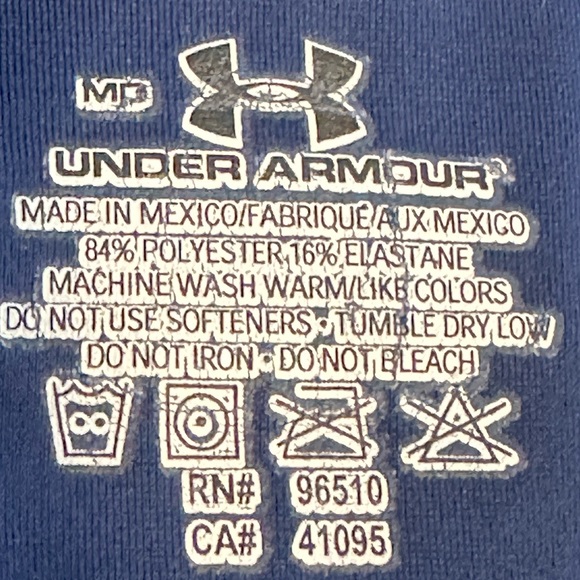 MD
UNDER ARMOUR
MADE IN MEXICO/FABRIQUE/AUX MEXICO
84% POLYESTER 16% ELASTANE
MACHINE WASH WARM/LIKE COLORS
DO NOT USE SOFTENERS • TUMBLE DRY LOW
DO NOT IRON • DO NOT BLEACH
RN# 96510
CA# 41095